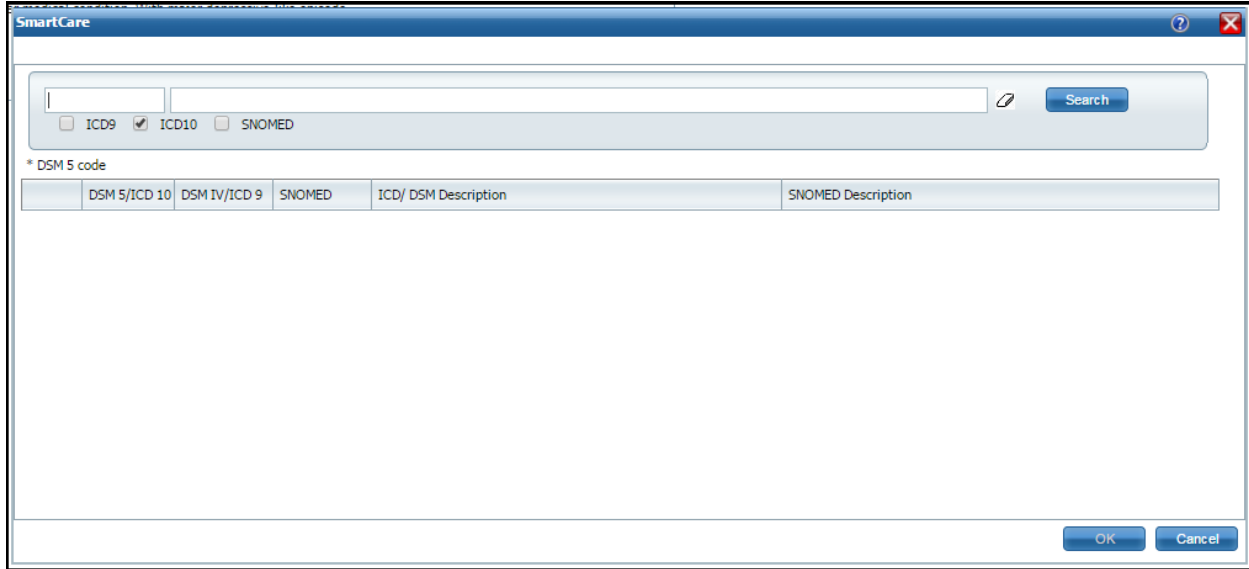 SmartCare
Search
ICD9 ICD10 SNOMED
* DSM 5 code
DSM 5/ICD 10 DSM IV/ICD 9 SNOMED ICD/ DSM Description SNOMED Description
OK Cancel